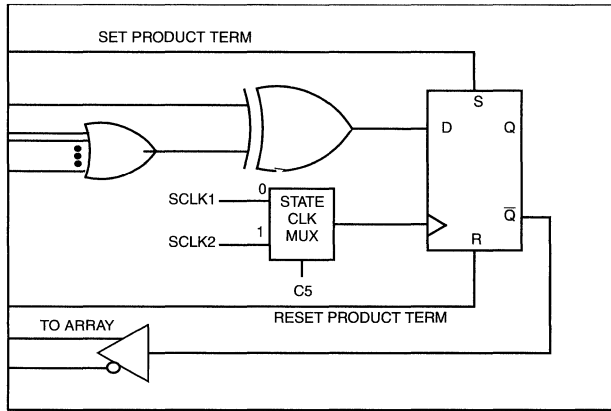 SET PRODUCT TERM
S
D
Q
0
SCLK1
STATE
CLK
MUX
SCLK2
1
Q̅
R
C5
RESET PRODUCT TERM
TO ARRAY